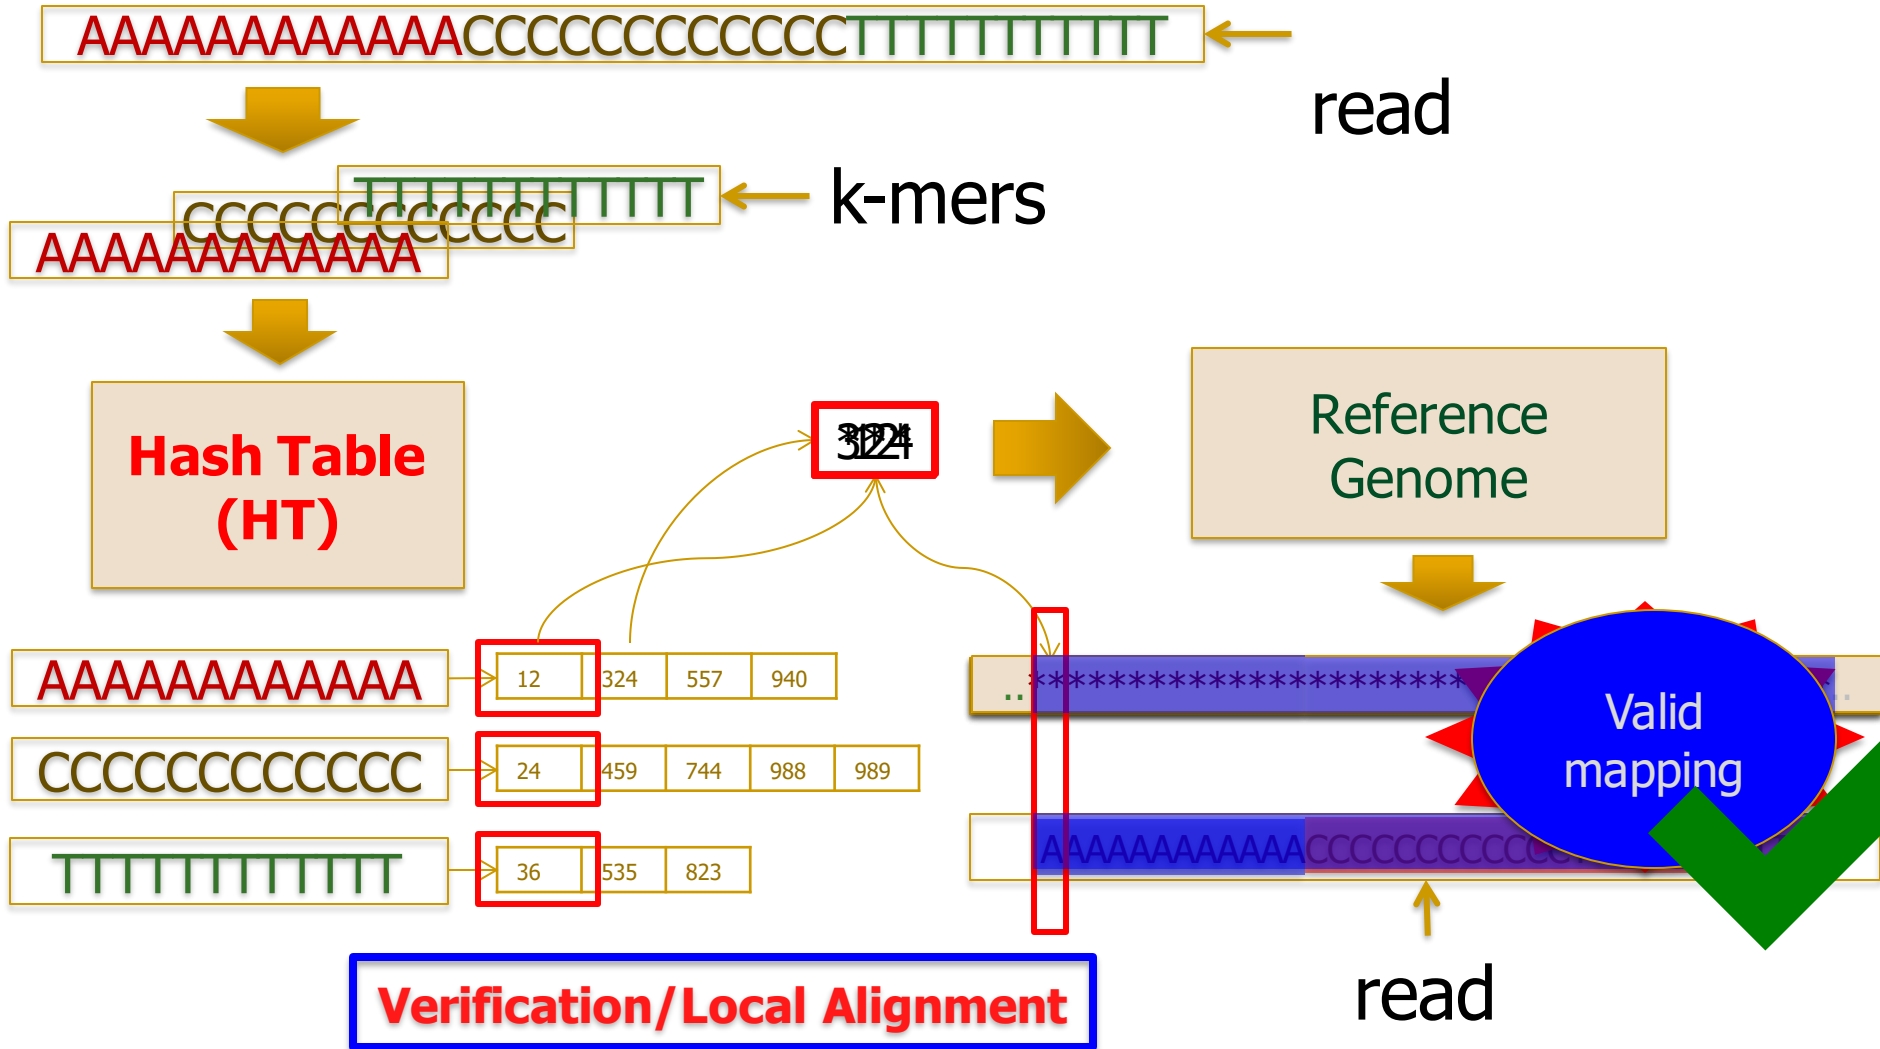 AAAAAAAAAAAACCCCCCCCCCCCTTTTTTTTTTTT
read
TTTTTTTTTTTT
k-mers
CCCCCCCCCCCC
AAAAAAAAAAAA
Hash Table
(HT)
Reference
Genome
AAAAAAAAAAAA
12 324 557 940
CCCCCCCCCCCC
24 459 744 988 989
TTTTTTTTTTTT
36 535 823
Valid
mapping
AAAAAAAAAAAACCCCCCCCCCCC
read
Verification/Local Alignment